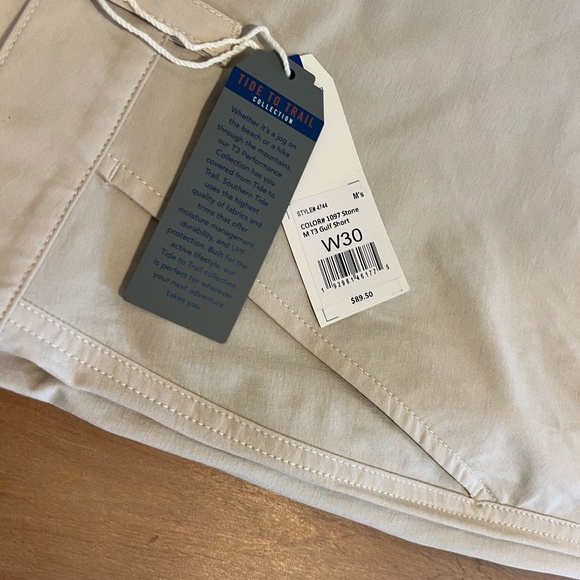 TIDE TO TRAIL
COLLECTION
Whether it's a jog on
the beach or a hike
through the mountains,
our T3 Performance
Collection has you
covered from Tide to
Trail. Southern Tide
uses the highest
quality of fabrics and
trims that offer
moisture management,
durability, and UPF
protection. Built for the
active lifestyle, our
Tide to Trail collection
is perfect for wherever
your next adventure
takes you.
STYLE# 4744
M's
COLOR# 1097 Stone
M T3 Gulf Short
W30
$89.50